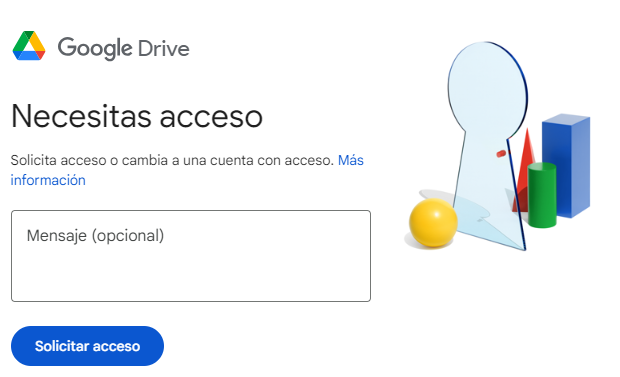 Google Drive
Necesitas acceso
Solicita acceso o cambia a una cuenta con acceso. Más
información
Mensaje (opcional)
Solicitar acceso